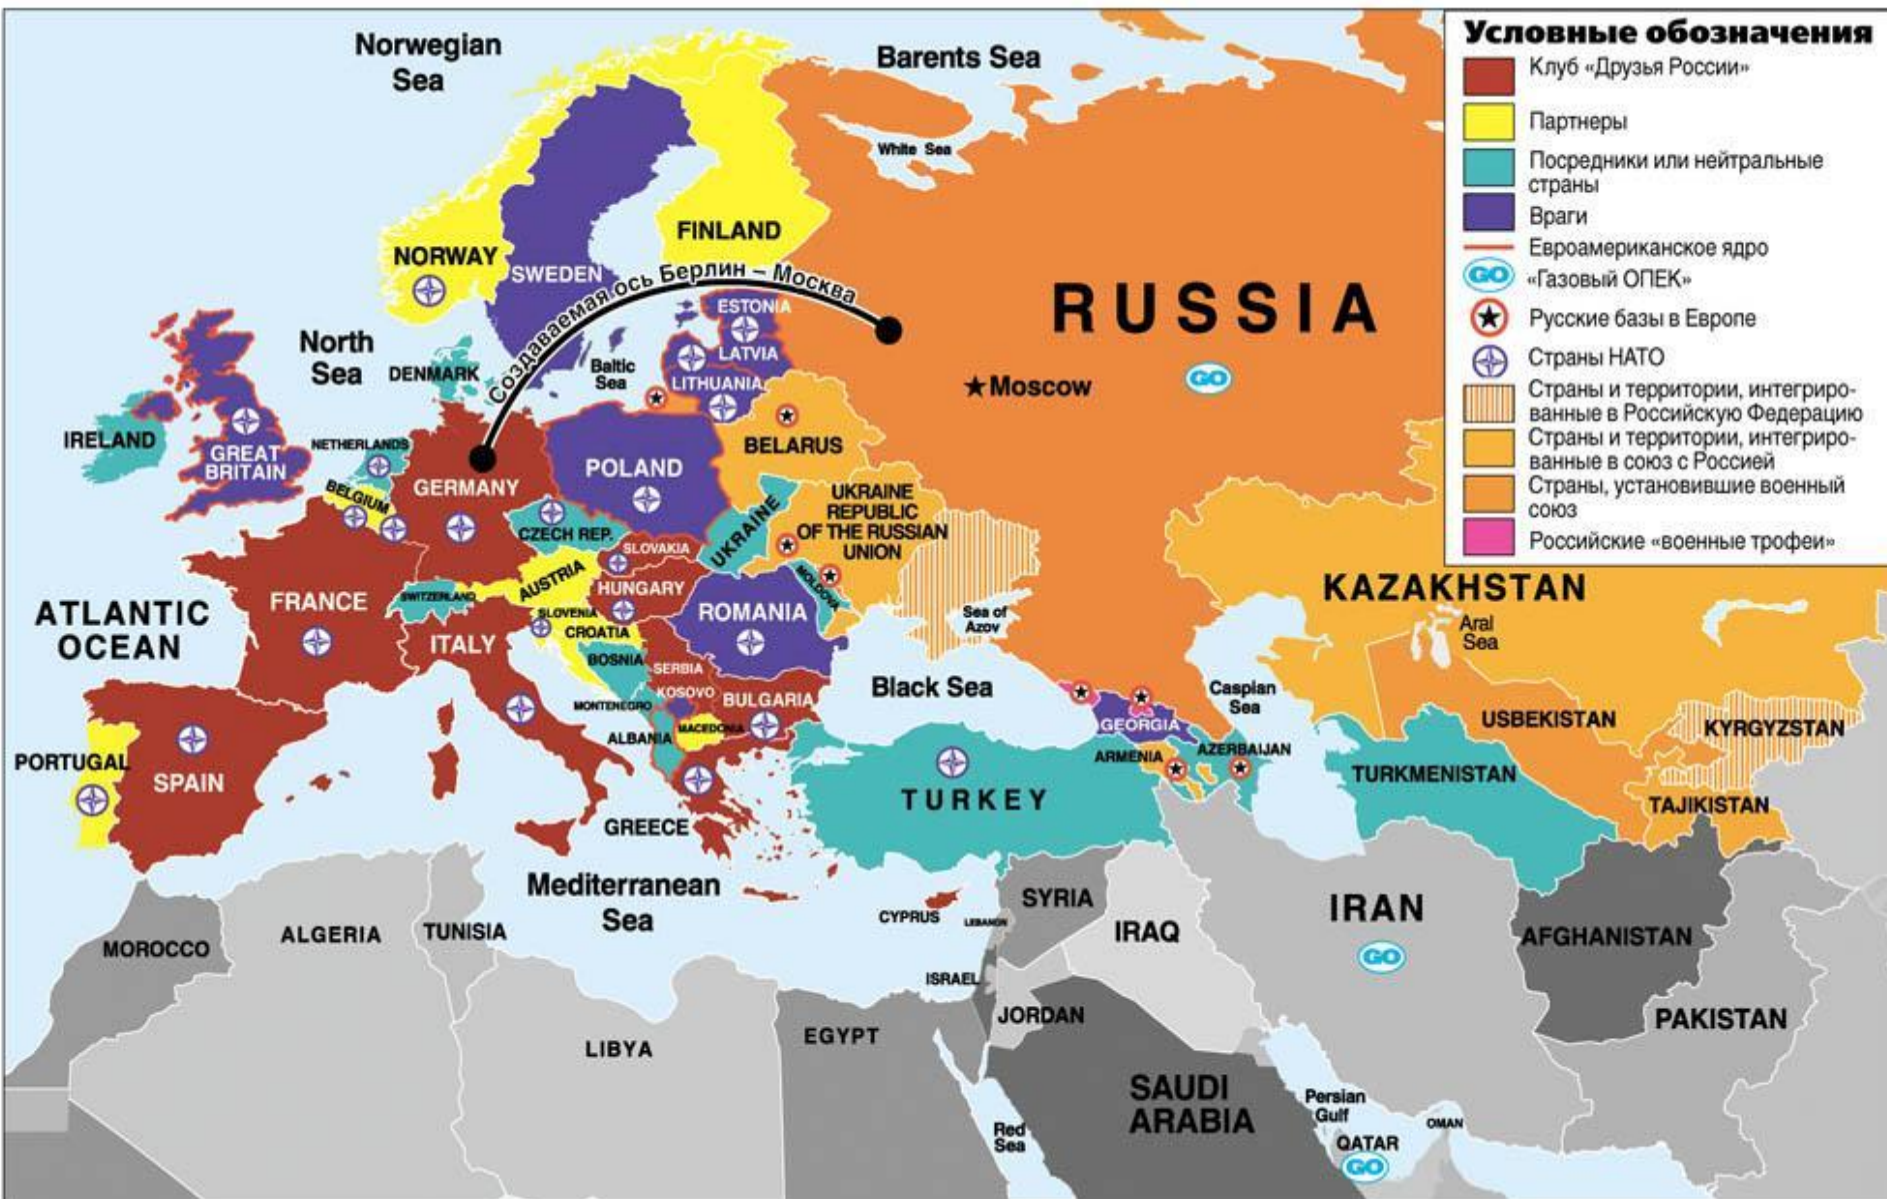 Условные обозначения
Клуб «Друзья России»
Партнеры
Посредники или нейтральные
страны
Враги
Евроамериканское ядро
GO
«Газовый ОПЕК»
Русские базы в Европе
Страны НАТО
Страны и территории, интегриро-
ванные в Российскую Федерацию
Страны и территории, интегриро-
ванные в союз с Россией
Страны, установившие военный
союз
Российские «военные трофеи»
Norwegian
Sea
Barents Sea
White Sea
FINLAND
NORWAY
SWEDEN
Создаваемая ось Берлин – Москва
ESTONIA
RUSSIA
North
Sea
LATVIA
Baltic
Sea
DENMARK
LITHUANIA
GO
Moscow
IRELAND
GREAT
BRITAIN
NETHERLANDS
BELARUS
POLAND
GERMANY
BELGIUM
UKRAINE
REPUBLIC
OF THE RUSSIAN
UNION
UKRAINE
CZECH REP.
SLOVAKIA
AUSTRIA
HUNGARY
MOLDOVA
KAZAKHSTAN
FRANCE
SWITZERLAND
ATLANTIC
OCEAN
SLOVENIA
ROMANIA
Sea of
Azov
Aral
Sea
ITALY
CROATIA
BOSNIA
SERBIA
Black Sea
Caspian
Sea
KOSOVO
BULGARIA
MONTENEGRO
MACEDONIA
GEORGIA
USBEKISTAN
KYRGYZSTAN
ALBANIA
ARMENIA
AZERBAIJAN
PORTUGAL
SPAIN
TURKMENISTAN
TURKEY
TAJIKISTAN
GREECE
Mediterranean
Sea
CYPRUS
LEBANON
SYRIA
IRAN
MOROCCO
ALGERIA
TUNISIA
IRAQ
AFGHANISTAN
GO
ISRAEL
JORDAN
PAKISTAN
LIBYA
EGYPT
SAUDI
ARABIA
Persian
Gulf
Red
Sea
OMAN
QATAR
GO